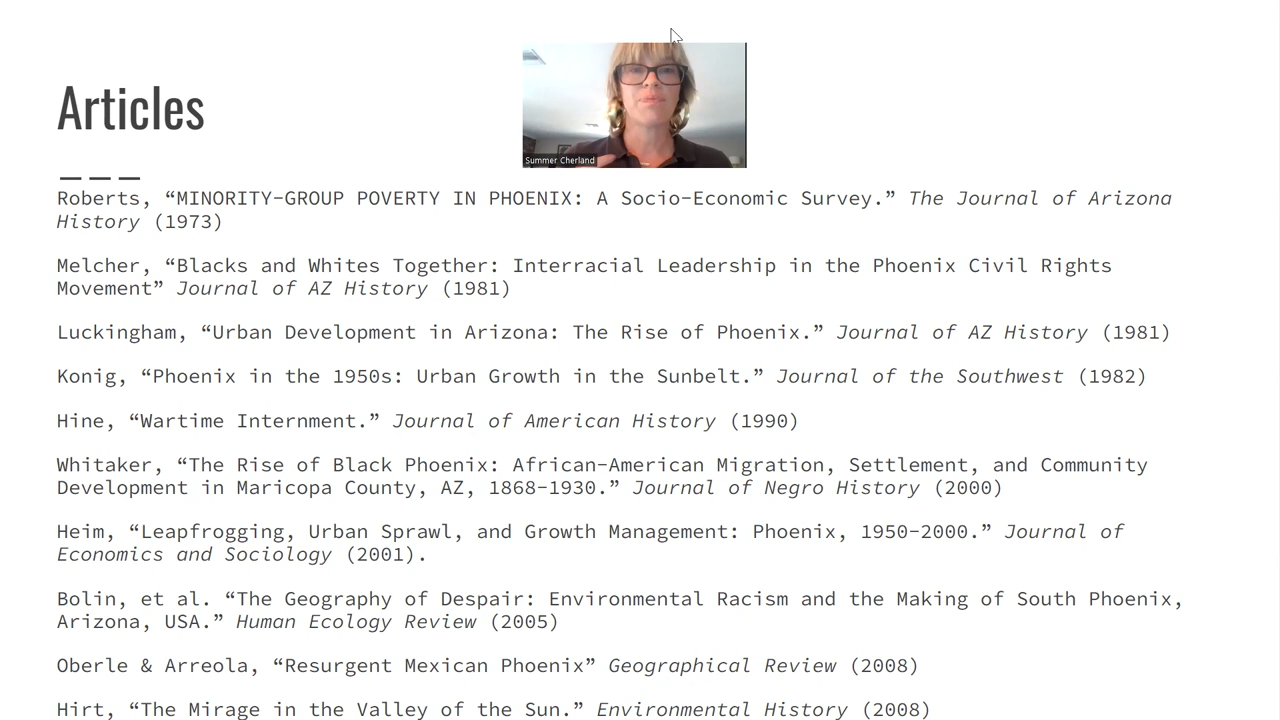 Articles
Summer Cherland
Roberts, “MINORITY-GROUP POVERTY IN PHOENIX: A Socio-Economic Survey.” The Journal of Arizona
History (1973)
Melcher, “Blacks and Whites Together: Interracial Leadership in the Phoenix Civil Rights
Movement” Journal of AZ History (1981)
Luckingham, “Urban Development in Arizona: The Rise of Phoenix.” Journal of AZ History (1981)
Konig, “Phoenix in the 1950s: Urban Growth in the Sunbelt.” Journal of the Southwest (1982)
Hine, “Wartime Internment.” Journal of American History (1990)
Whitaker, “The Rise of Black Phoenix: African-American Migration, Settlement, and Community
Development in Maricopa County, AZ, 1868-1930.” Journal of Negro History (2000)
Heim, “Leapfrogging, Urban Sprawl, and Growth Management: Phoenix, 1950-2000.” Journal of
Economics and Sociology (2001).
Bolin, et al. “The Geography of Despair: Environmental Racism and the Making of South Phoenix,
Arizona, USA.” Human Ecology Review (2005)
Oberle & Arreola, “Resurgent Mexican Phoenix” Geographical Review (2008)
Hirt, “The Mirage in the Valley of the Sun.” Environmental History (2008)